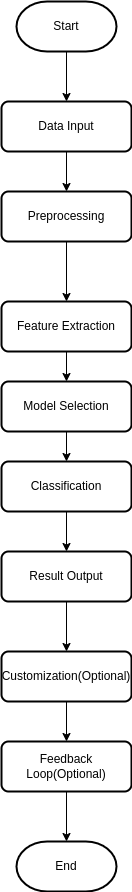 Start
Data Input
Preprocessing
Feature Extraction
Model Selection
Classification
Result Output
Customization(Optional)
Feedback
Loop(Optional)
End